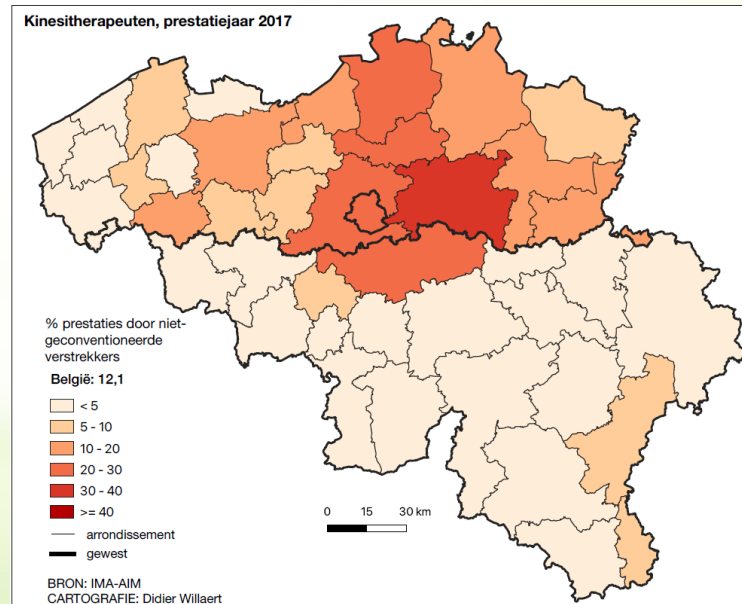 Kinesitherapeuten, prestatiejaar 2017
% prestaties door niet-
geconventioneerde
verstrekkers
België: 12,1
< 5
5 - 10
10 - 20
20 - 30
30 - 40
>= 40
arrondissement
gewest
0 15 30 km
BRON: IMA-AIM
CARTOGRAFIE: Didier Willaert